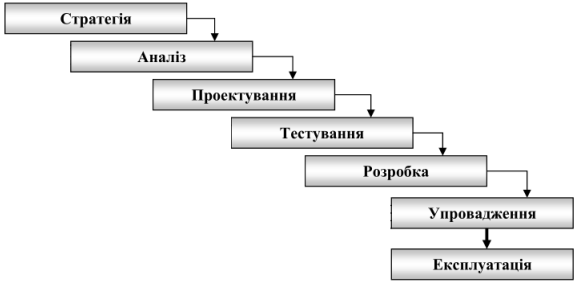 Стратегія
Аналіз
Проектування
Тестування
Розробка
Упровадження
Експлуатація